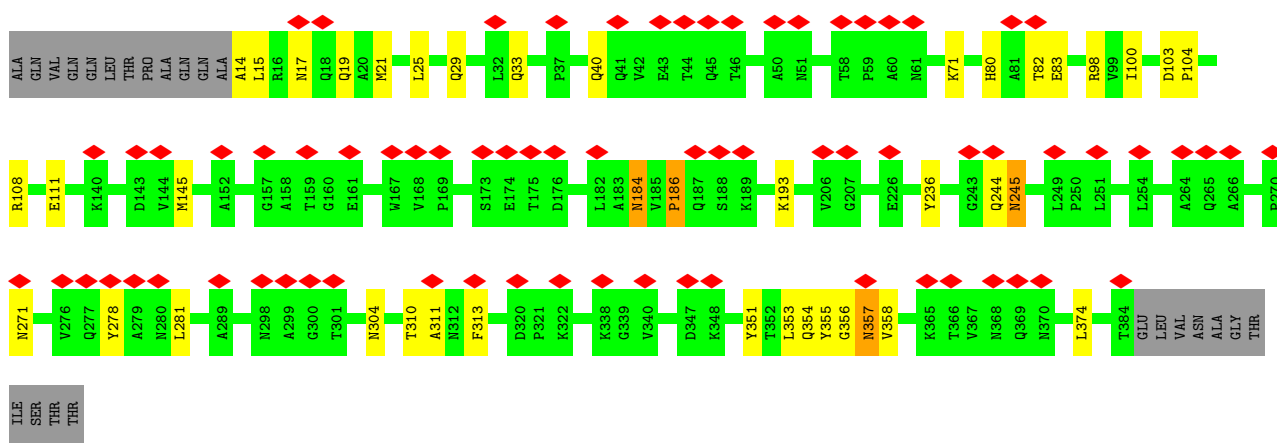 ALA GLN VAL GLN GLN LEU THR PRO ALA GLN GLN ALA A14 L15 R16 N17 Q18 Q19 A20 M21 L25 Q29 L32 Q33 P37 Q40 Q41 V42 E43 T44 Q45 T46 A50 N51 T58 P59 A60 N61 K71 H80 A81 T82 E83 R98 V99 I100 D103 P104
R108 E111 K140 D143 V144 M145 A152 G157 A158 T159 G160 E161 W167 V168 P169 S173 E174 T175 D176 L182 A183 N184 V185 P186 Q187 S188 K189 K193 V206 G207 E226 Y236 G243 Q244 N245 L249 P250 L251 L254 A264 Q265 A266
N271 V276 Q277 Y278 A279 N280 L281 A289 N298 A299 G300 T301 N304 T310 A311 N312 F313 D320 P321 K322 K338 G339 V340 D347 K348 Y351 T352 L353 Q354 Y355 G356 N357 V358 K365 T366 V367 N368 Q369 N370 L374 T384 GLU LEU VAL ASN ALA GLY THR
ILE SER THR THR